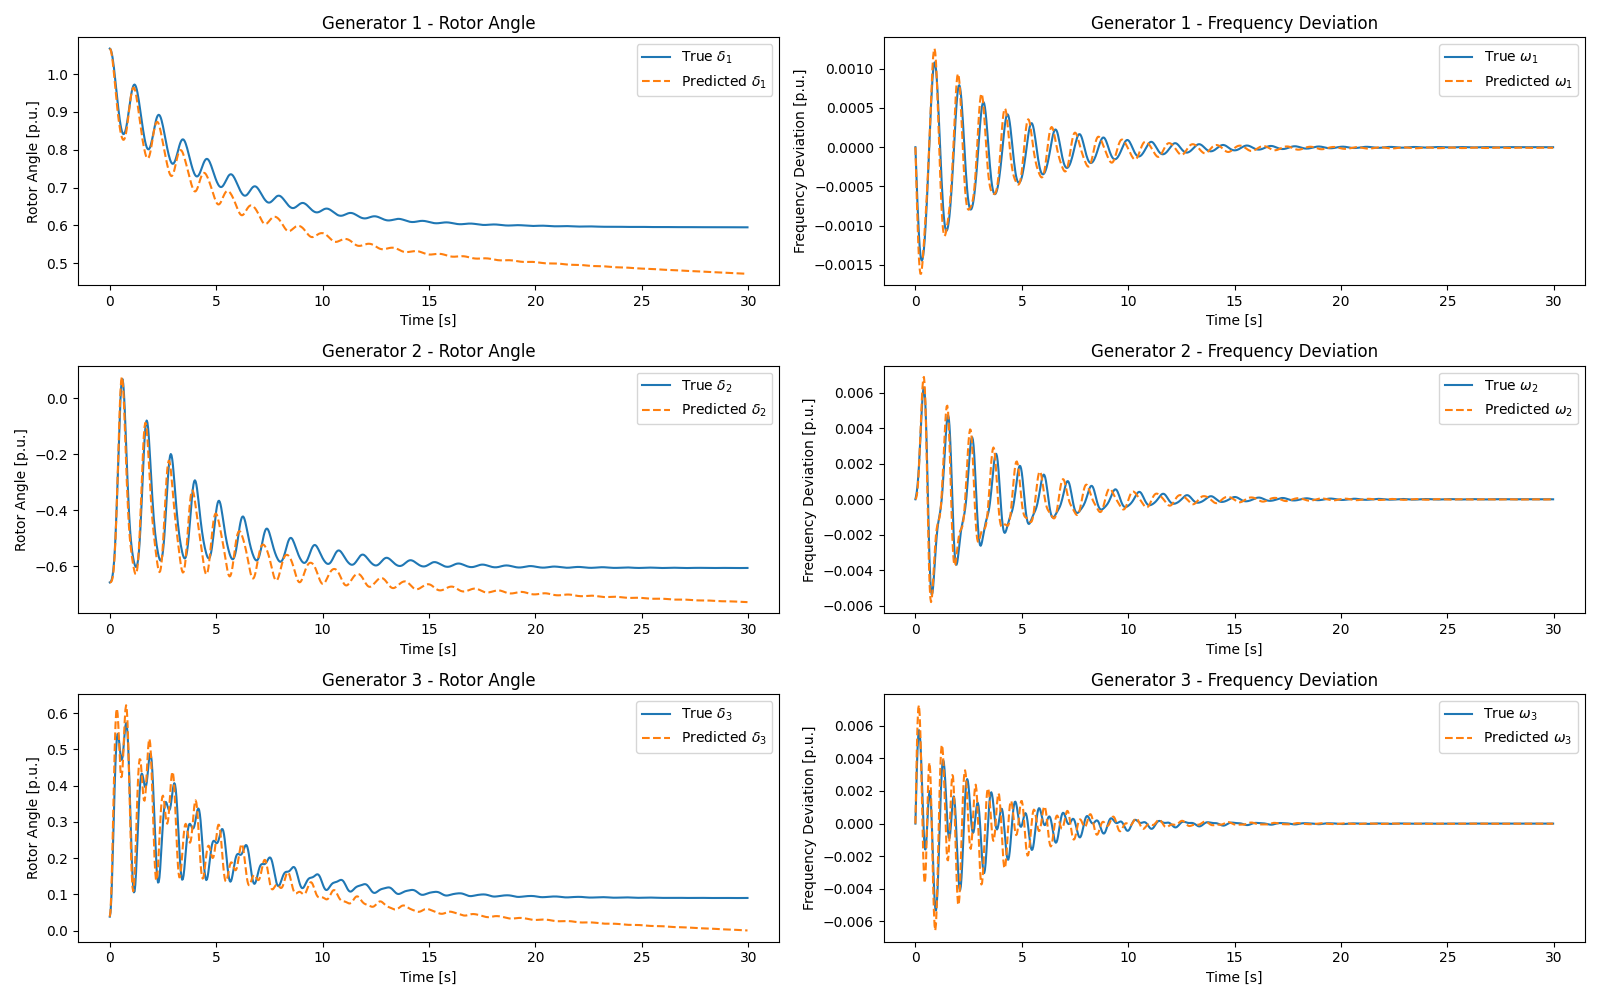 Generator 1 - Rotor Angle
Rotor Angle [p.u.]
1.0
0.9
0.8
0.7
0.6
0.5
True δ₁
Predicted δ₁
0 5 10 15 20 25 30
Time [s]
Generator 1 - Frequency Deviation
Frequency Deviation [p.u.]
0.0010
0.0005
0.0000
−0.0005
−0.0010
−0.0015
True ω₁
Predicted ω₁
0 5 10 15 20 25 30
Time [s]
Generator 2 - Rotor Angle
Rotor Angle [p.u.]
0.0
−0.2
−0.4
−0.6
True δ₂
Predicted δ₂
0 5 10 15 20 25 30
Time [s]
Generator 2 - Frequency Deviation
Frequency Deviation [p.u.]
0.006
0.004
0.002
0.000
−0.002
−0.004
−0.006
True ω₂
Predicted ω₂
0 5 10 15 20 25 30
Time [s]
Generator 3 - Rotor Angle
Rotor Angle [p.u.]
0.6
0.5
0.4
0.3
0.2
0.1
0.0
True δ₃
Predicted δ₃
0 5 10 15 20 25 30
Time [s]
Generator 3 - Frequency Deviation
Frequency Deviation [p.u.]
0.006
0.004
0.002
0.000
−0.002
−0.004
−0.006
True ω₃
Predicted ω₃
0 5 10 15 20 25 30
Time [s]